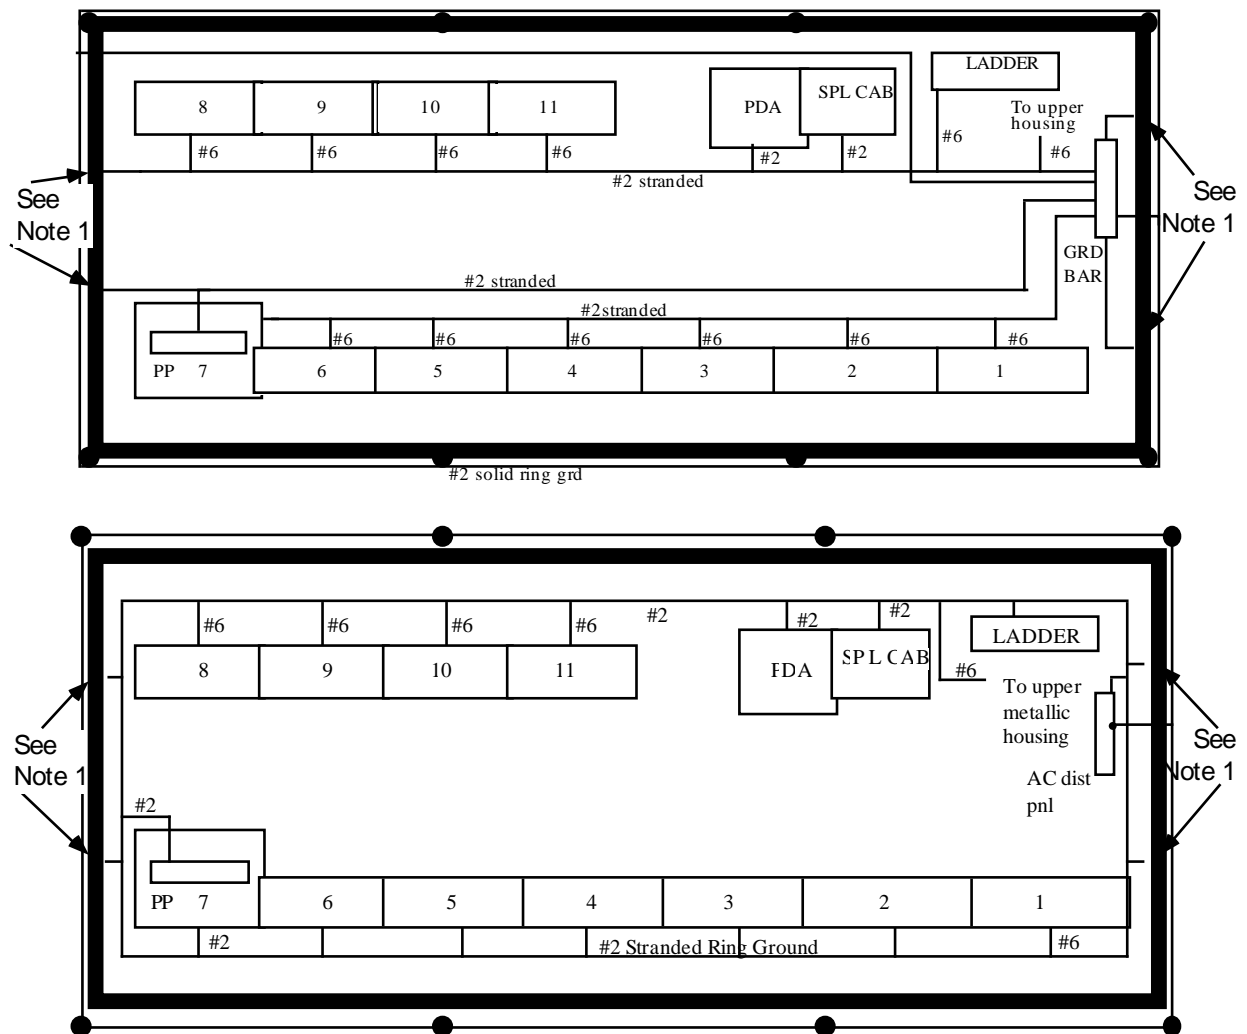 LADDER
SPL CAB
8 9 10 11
PDA
To upper
housing
#6 #6 #6 #6 #2 #2 #6 #6
#2 stranded
See
Note 1
See
Note 1
GRD
BAR
#2 stranded
#2stranded
#6 #6 #6 #6 #6 #6
PP 7 6 5 4 3 2 1
#2 solid ring grd
#6 #6 #6 #6 #2 #2 #2
LADDER
8 9 10 11 PDA SPL CAB
#6
To upper
metallic
housing
See
Note 1
See
Note 1
AC dist
pnl
#2
PP 7 6 5 4 3 2 1
#2 #2 Stranded Ring Ground #6